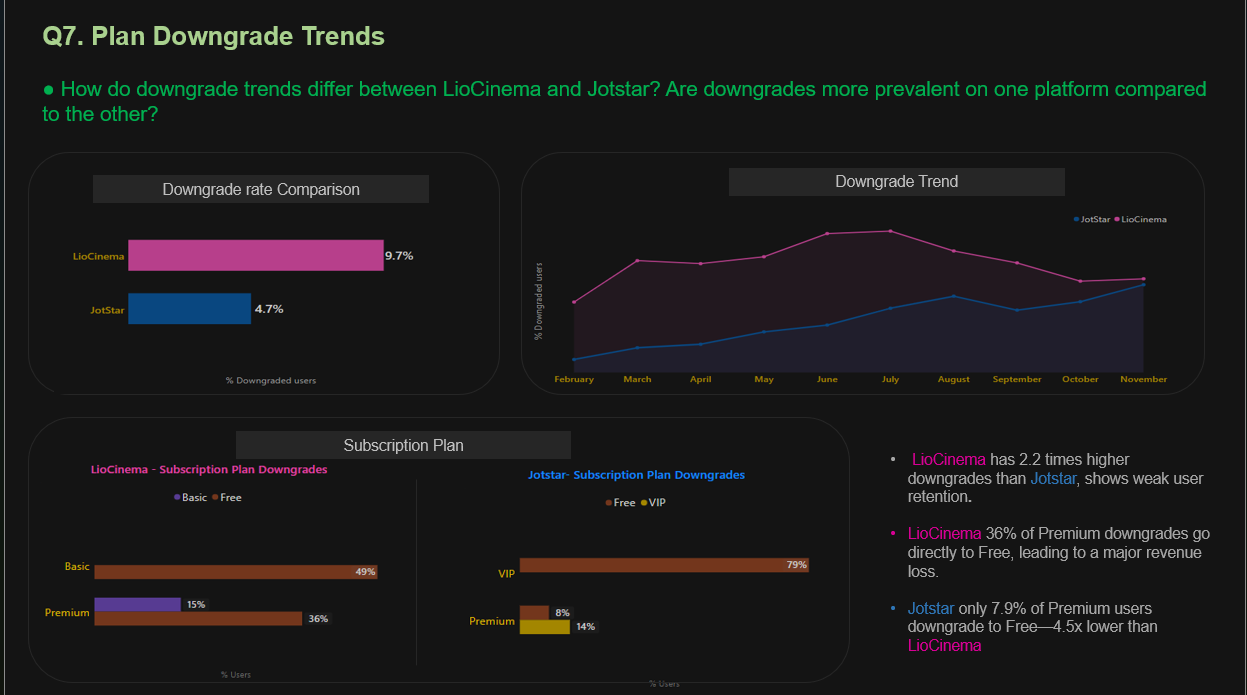 Q7. Plan Downgrade Trends
● How do downgrade trends differ between LioCinema and Jotstar? Are downgrades more prevalent on one platform compared
to the other?
Downgrade rate Comparison
LioCinema 9.7%
JotStar 4.7%
% Downgraded users
Downgrade Trend
JotStar LioCinema
% Downgraded users
February March April May June July August September October November
Subscription Plan
LioCinema - Subscription Plan Downgrades
Basic Free
Basic 49%
15%
Premium 36%
% Users
Jotstar- Subscription Plan Downgrades
Free VIP
VIP 79%
8%
Premium 14%
% Users
• LioCinema has 2.2 times higher
downgrades than Jotstar, shows weak user
retention.
• LioCinema 36% of Premium downgrades go
directly to Free, leading to a major revenue
loss.
• Jotstar only 7.9% of Premium users
downgrade to Free—4.5x lower than
LioCinema